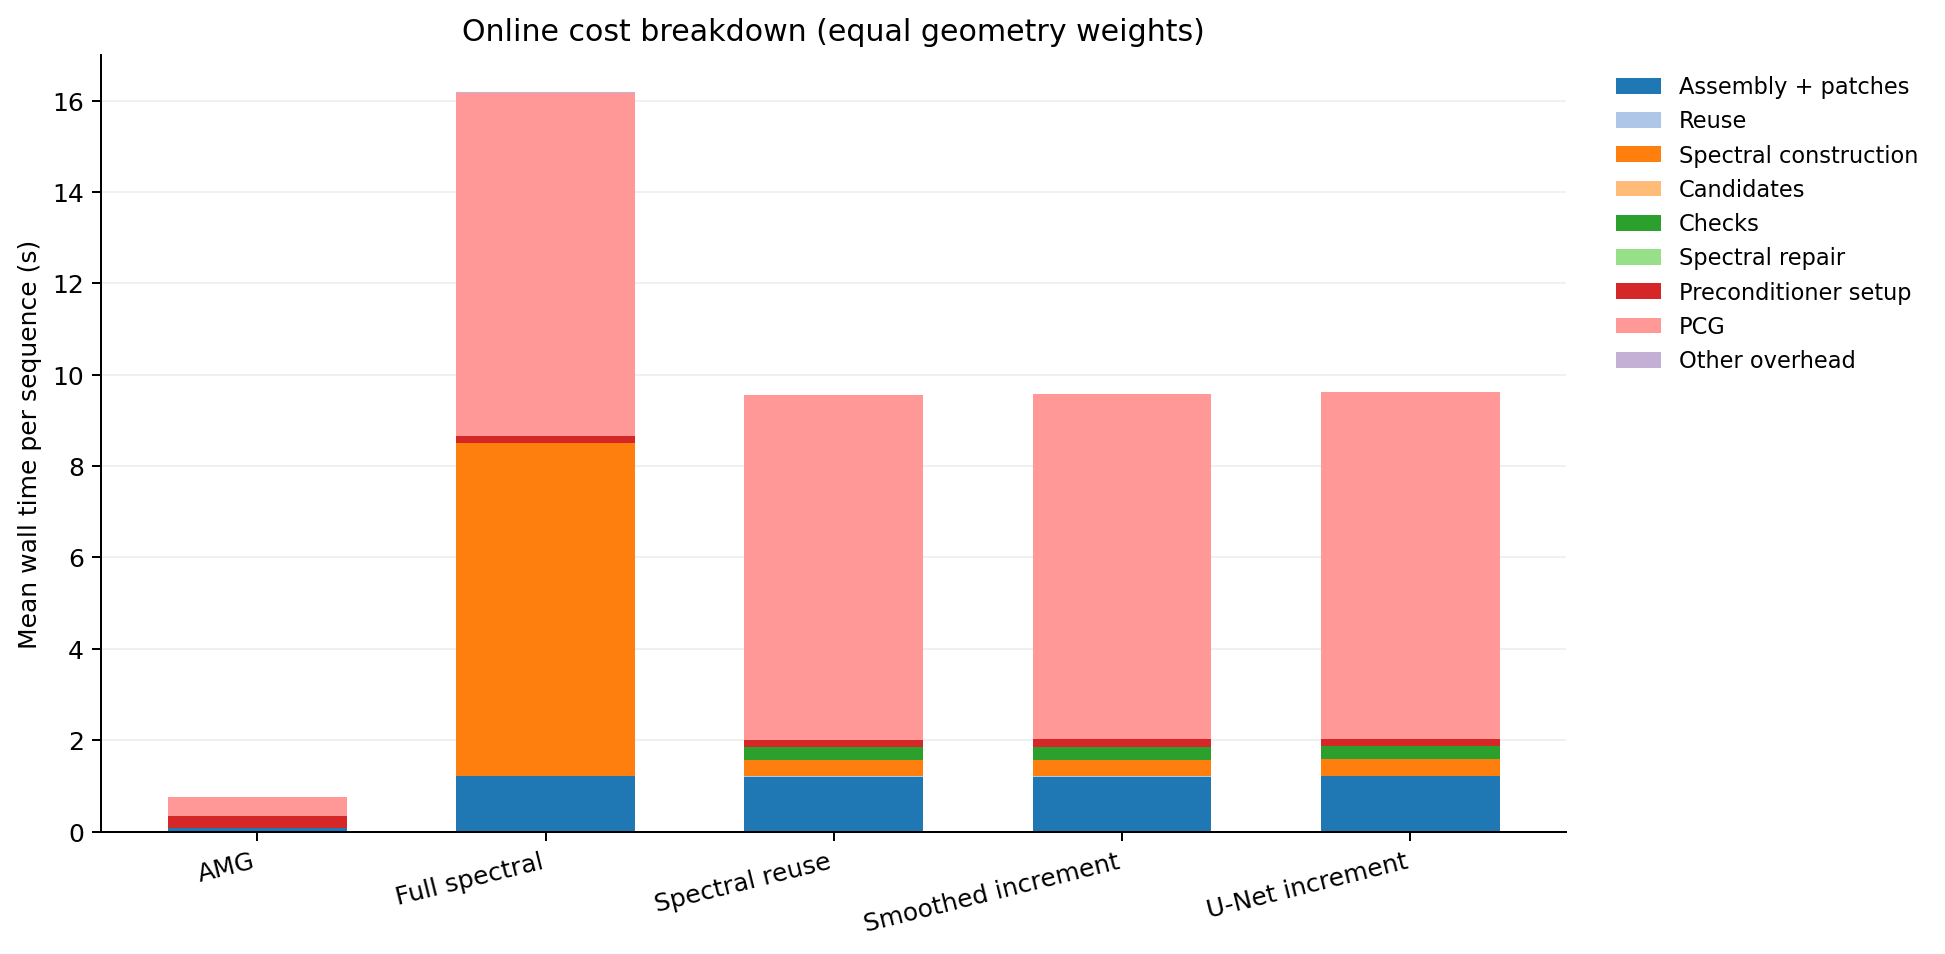 Online cost breakdown (equal geometry weights)
Mean wall time per sequence (s)
16
14
12
10
8
6
4
2
0
AMG
Full spectral
Spectral reuse
Smoothed increment
U-Net increment
Assembly + patches
Reuse
Spectral construction
Candidates
Checks
Spectral repair
Preconditioner setup
PCG
Other overhead